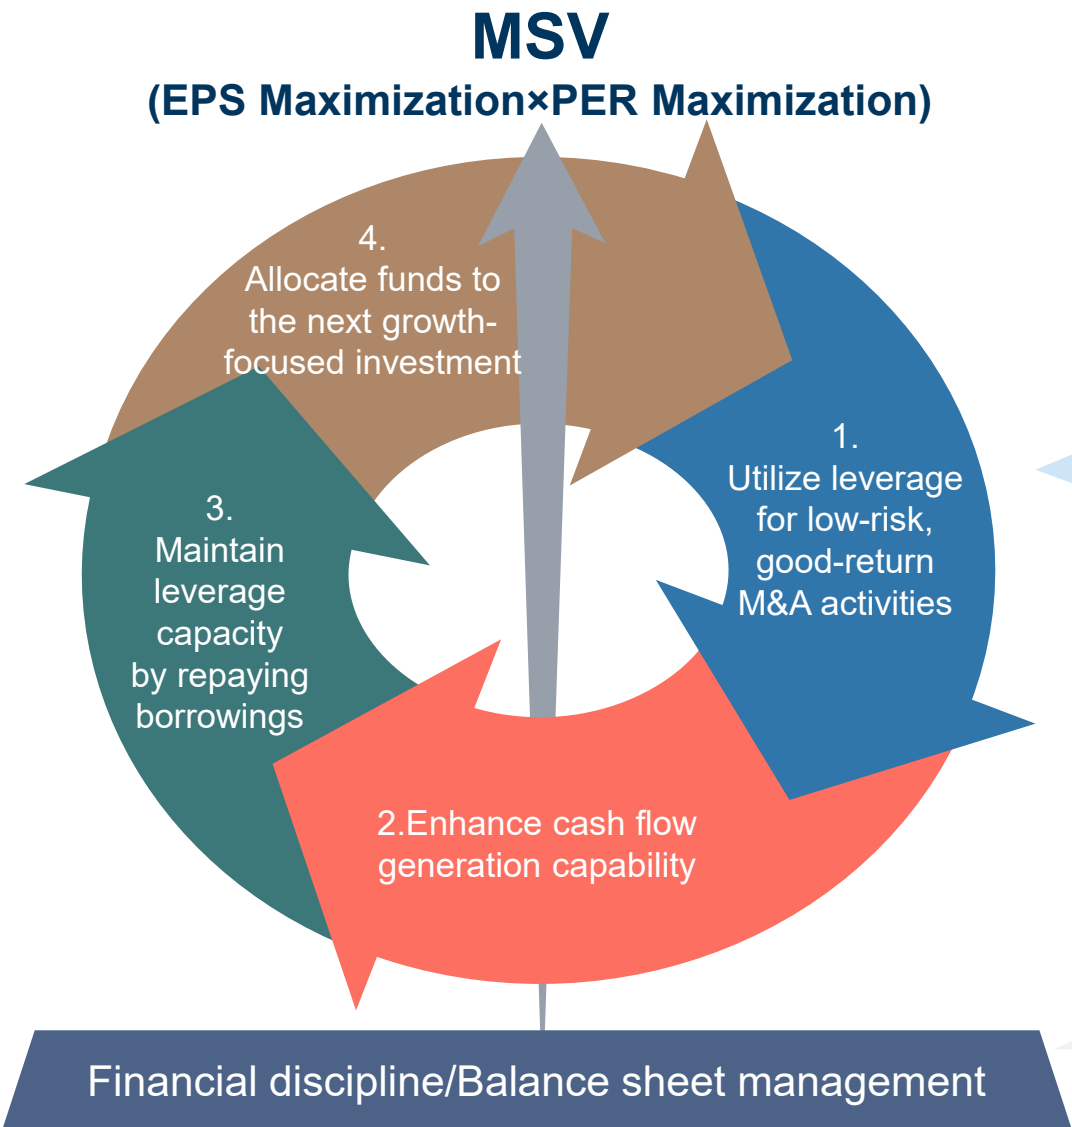 MSV
(EPS Maximization×PER Maximization)
4.
Allocate funds to
the next growth-
focused investment
1.
Utilize leverage
for low-risk,
good-return
M&A activities
3.
Maintain
leverage
capacity
by repaying
borrowings
2.Enhance cash flow
generation capability
Financial discipline/Balance sheet management